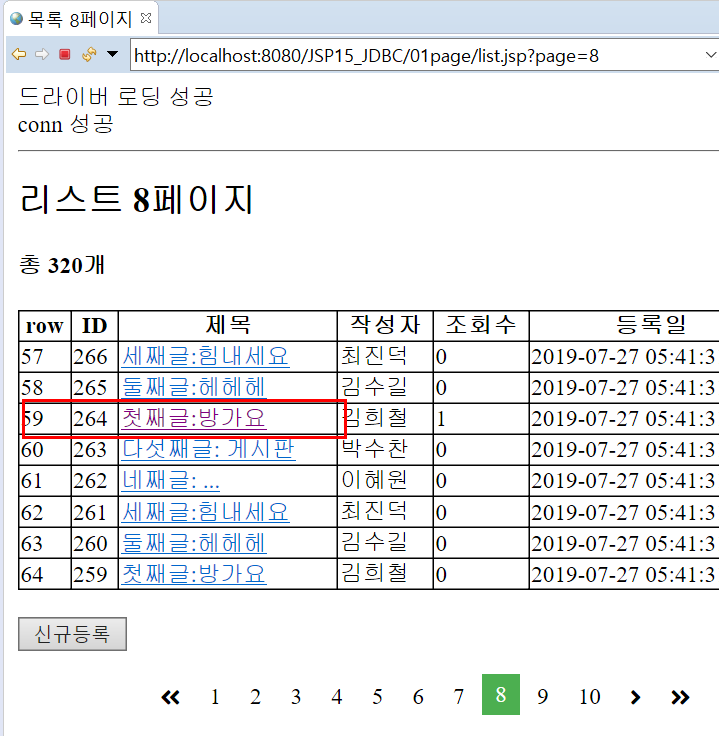 목록 8페이지
http://localhost:8080/JSP15_JDBC/01page/list.jsp?page=8
드라이버 로딩 성공
conn 성공
리스트 8페이지
총 320개
row ID 제목 작성자 조회수 등록일
57 266 세째글:힘내세요 최진덕 0 2019-07-27 05:41:3
58 265 둘째글:헤헤헤 김수길 0 2019-07-27 05:41:3
59 264 첫째글:방가요 김희철 1 2019-07-27 05:41:3
60 263 다섯째글: 게시판 박수찬 0 2019-07-27 05:41:3
61 262 네째글: ... 이혜원 0 2019-07-27 05:41:3
62 261 세째글:힘내세요 최진덕 0 2019-07-27 05:41:3
63 260 둘째글:헤헤헤 김수길 0 2019-07-27 05:41:3
64 259 첫째글:방가요 김희철 0 2019-07-27 05:41:3
신규등록
1 2 3 4 5 6 7 8 9 10